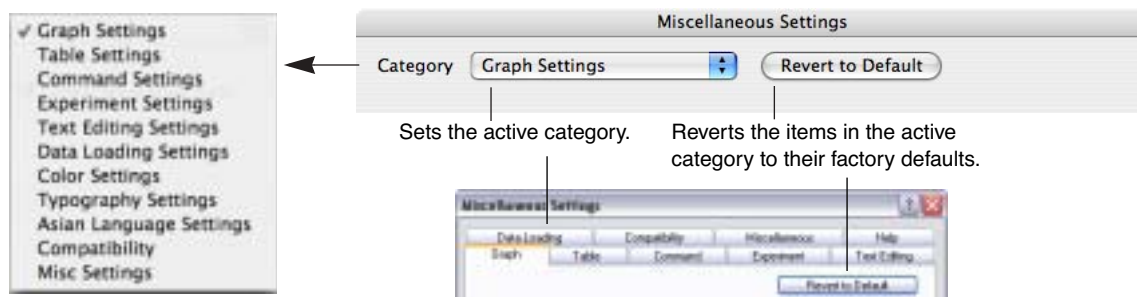 ✓ Graph Settings
Table Settings
Command Settings
Experiment Settings
Text Editing Settings
Data Loading Settings
Color Settings
Typography Settings
Asian Language Settings
Compatibility
Misc Settings
Miscellaneous Settings
Category Graph Settings Revert to Default
Sets the active category.
Reverts the items in the active
category to their factory defaults.
Miscellaneous Settings
Data Loading Compatibility Miscellaneous Help
Graph Table Command Experiment Text Editing
Revert to Default